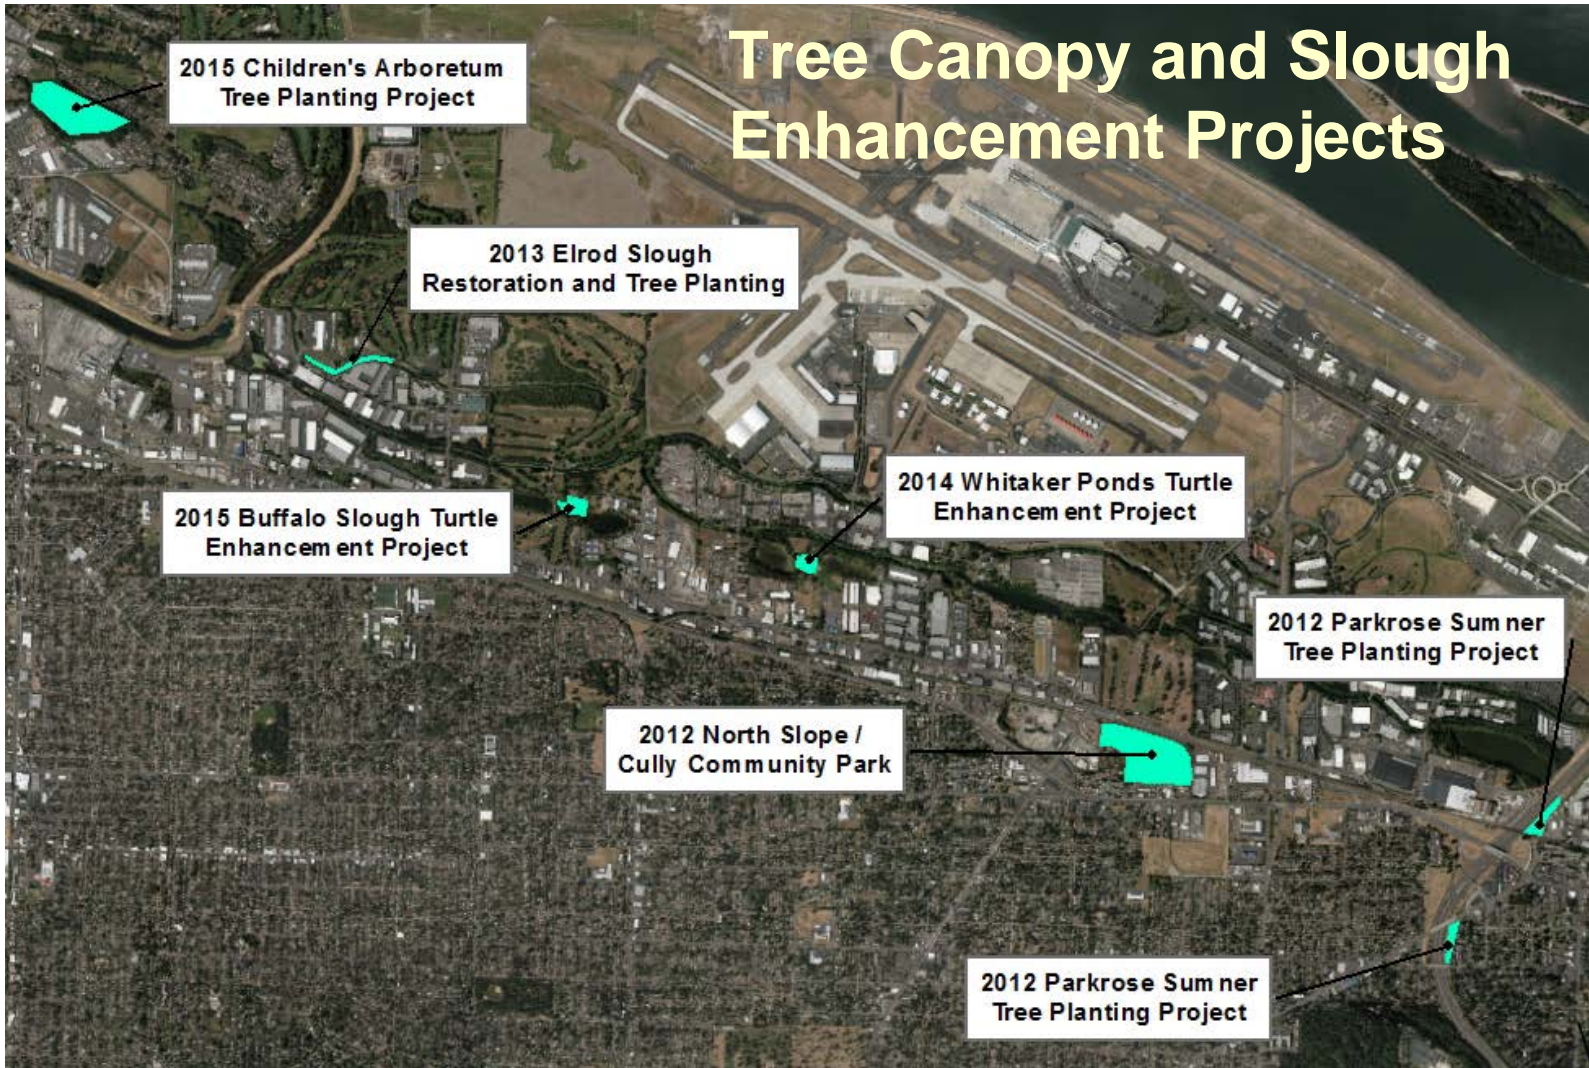 Tree Canopy and Slough
Enhancement Projects
2015 Children's Arboretum
Tree Planting Project
2013 Elrod Slough
Restoration and Tree Planting
2014 Whitaker Ponds Turtle
Enhancement Project
2015 Buffalo Slough Turtle
Enhancement Project
2012 Parkrose Sumner
Tree Planting Project
2012 North Slope /
Cully Community Park
2012 Parkrose Sumner
Tree Planting Project